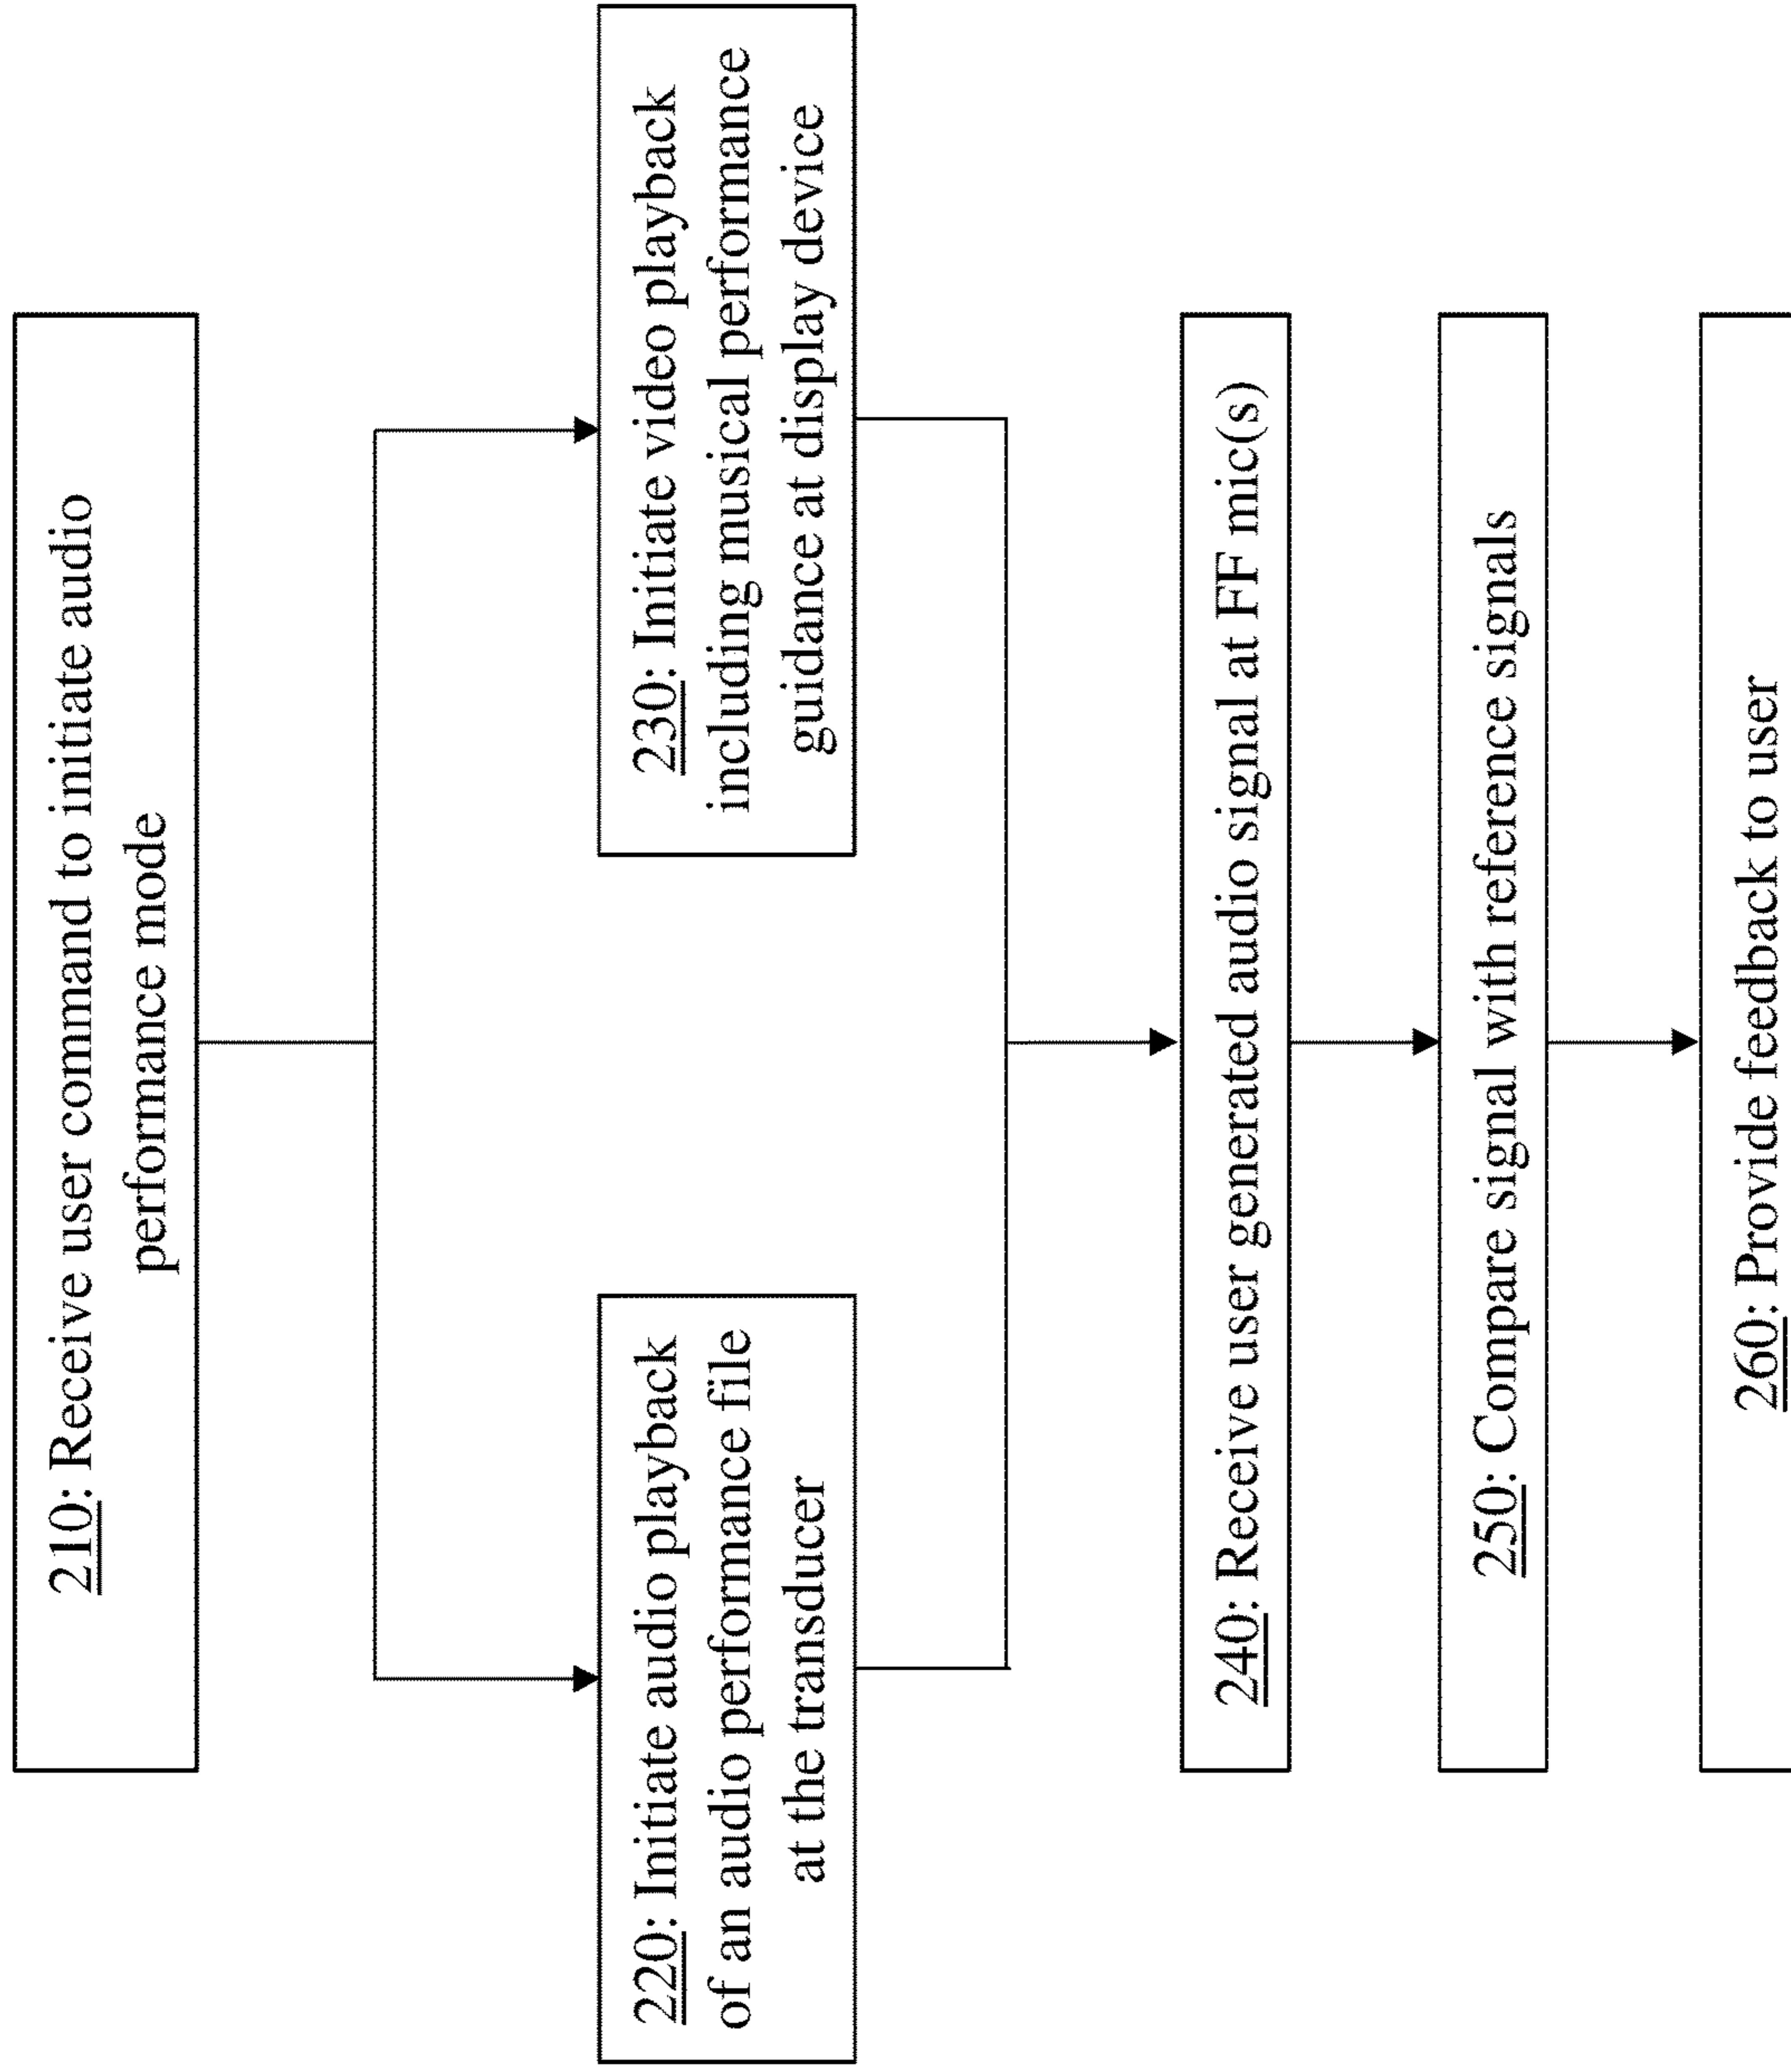 210: Receive user command to initiate audio
performance mode
220: Initiate audio playback
of an audio performance file
at the transducer
230: Initiate video playback
including musical performance
guidance at display device
240: Receive user generated audio signal at FF mic(s)
250: Compare signal with reference signals
260: Provide feedback to user